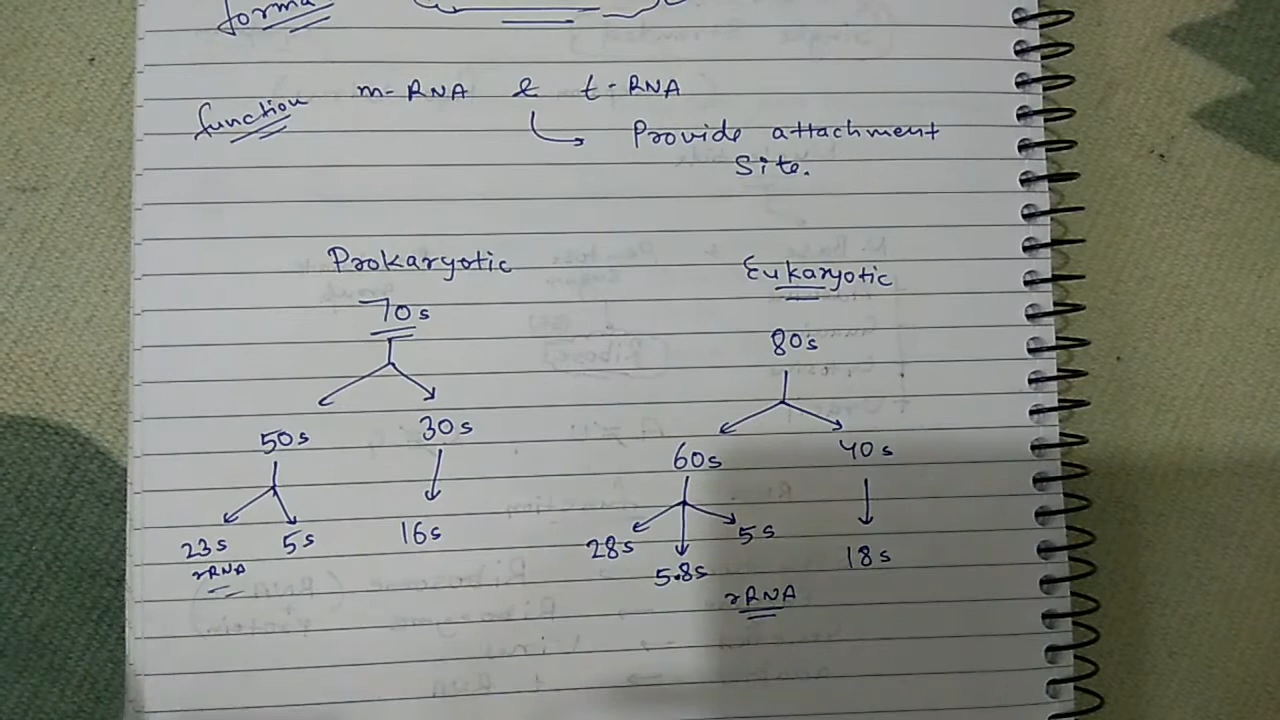 forma
function m-RNA & t-RNA
Provide attachment
Site.
Prokaryotic
70s
50s 30s
23s 5s 16s
rRNA
Eukaryotic
80s
60s 40s
28s 5.8s 5s 18s
rRNA